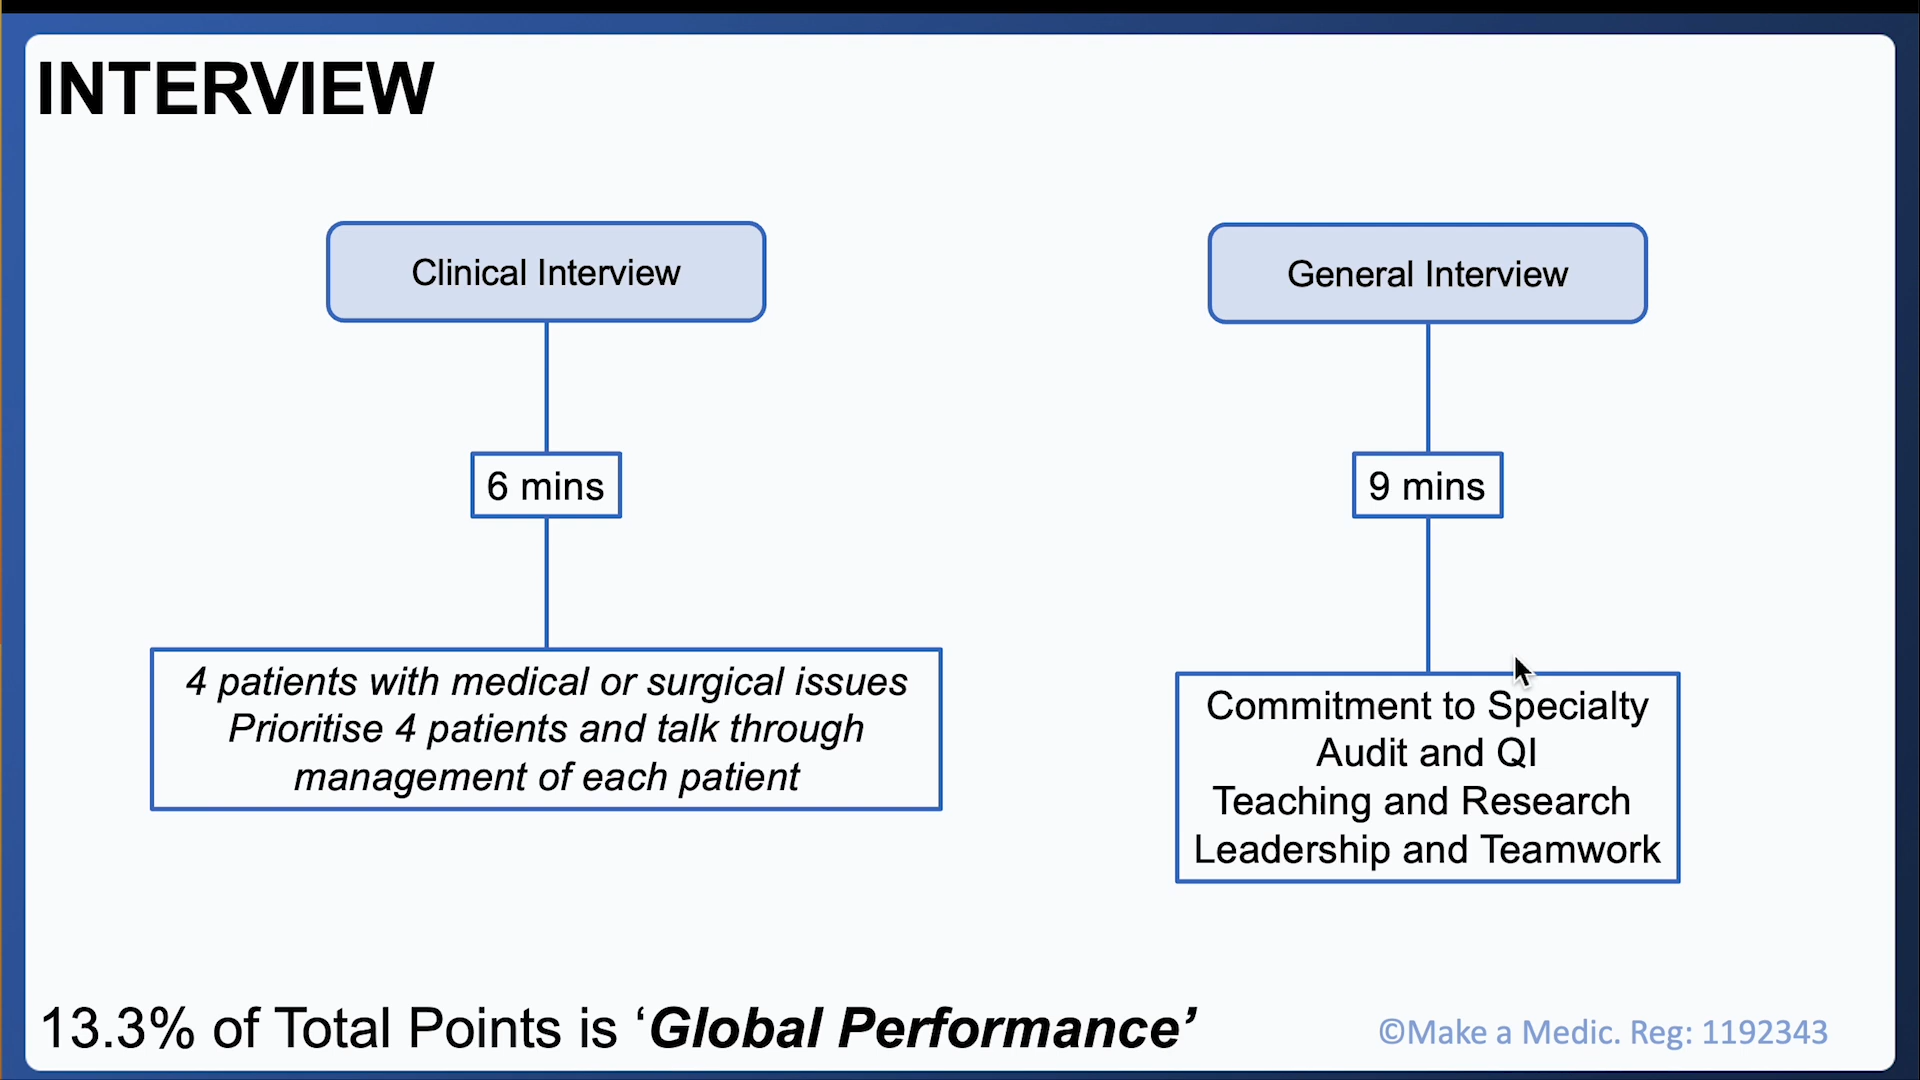 INTERVIEW
Clinical Interview
6 mins
4 patients with medical or surgical issues
Prioritise 4 patients and talk through
management of each patient
General Interview
9 mins
Commitment to Specialty
Audit and QI
Teaching and Research
Leadership and Teamwork
13.3% of Total Points is ‘Global Performance’
©Make a Medic. Reg: 1192343